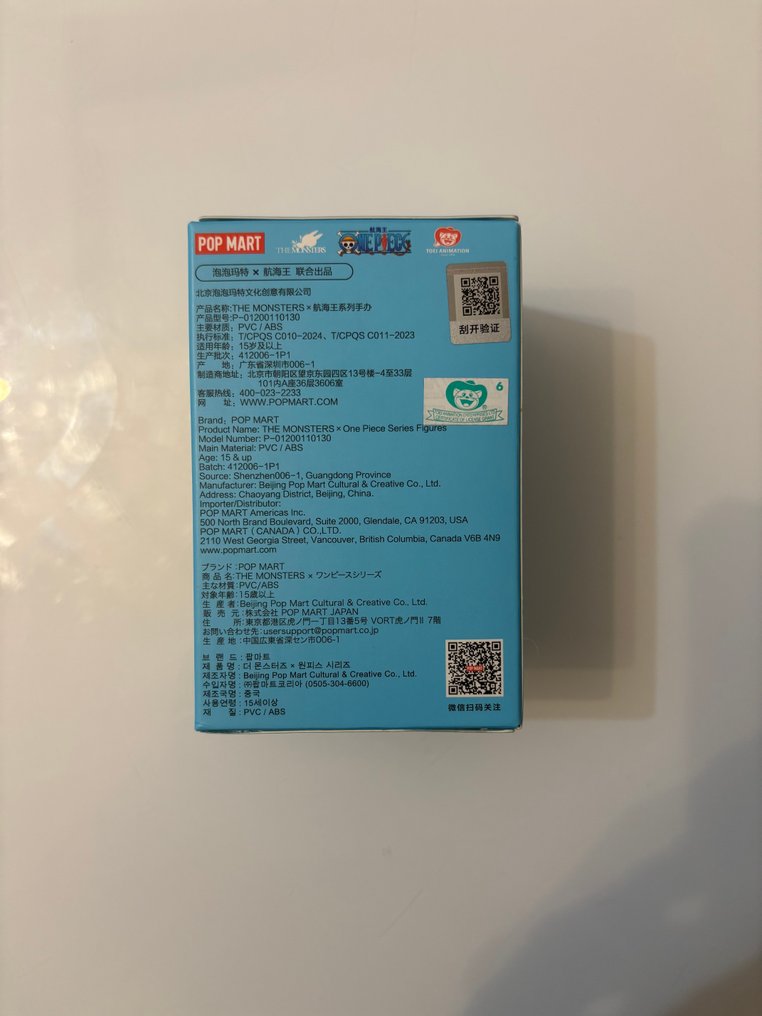 POP MART
THE MONSTERS
航海王
ONE PIECE
TOEI ANIMATION
泡泡玛特 × 航海王 联合出品
刮开验证
北京泡泡玛特文化创意有限公司
产品名称:THE MONSTERS × 航海王系列手办
产品型号:P-01200110130
主要材质: PVC / ABS
执行标准: T/CPQS C010-2024、T/CPQS C011-2023
适用年龄: 15岁及以上
生产批次: 412006-1P1
产 地: 广东省深圳市006-1
制造商地址: 北京市朝阳区望京东园四区13号楼-4至33层
101内A座36层3606室
客服热线: 400-023-2233
网 址: WWW.POPMART.COM
6
TOEI ANIMATION ENTERPRISES LTD.
CERTIFICATE OF LICENSE GRANT
Brand: POP MART
Product Name: THE MONSTERS × One Piece Series Figures
Model Number: P-01200110130
Main Material: PVC / ABS
Age: 15 & up
Batch: 412006-1P1
Source: Shenzhen006-1, Guangdong Province
Manufacturer: Beijing Pop Mart Cultural & Creative Co., Ltd.
Address: Chaoyang District, Beijing, China.
Importer/Distributor:
POP MART Americas Inc.
500 North Brand Boulevard, Suite 2000, Glendale, CA 91203, USA
POP MART ( CANADA ) CO.,LTD.
2110 West Georgia Street, Vancouver, British Columbia, Canada V6B 4N9
www.popmart.com
ブランド:POP MART
商 品 名:THE MONSTERS × ワンピースシリーズ
主な材質:PVC/ABS
対象年齢:15歳以上
生 産 者:Beijing Pop Mart Cultural & Creative Co., Ltd.
販 売 元:株式会社 POP MART JAPAN
住 所:東京都港区虎ノ門一丁目13番5号 VORT虎ノ門II 7階
お問い合わせ先:usersupport@popmart.co.jp
生 産 地:中国広東省深セン市006-1
브 랜 드 : 팝마트
제 품 명 : 더 몬스터즈 × 원피스 시리즈
제조자명 : Beijing Pop Mart Cultural & Creative Co., Ltd.
수입자명 : ㈜팝마트코리아 (0505-304-6600)
제조국명 : 중국
사용연령 : 15세이상
재 질 : PVC / ABS
微信扫码关注